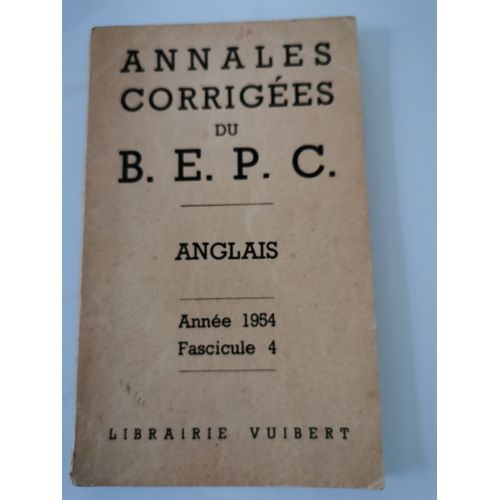 ANNALES
CORRIGÉES
DU
B. E. P. C.
ANGLAIS
Année 1954
Fascicule 4
LIBRAIRIE VUIBERT